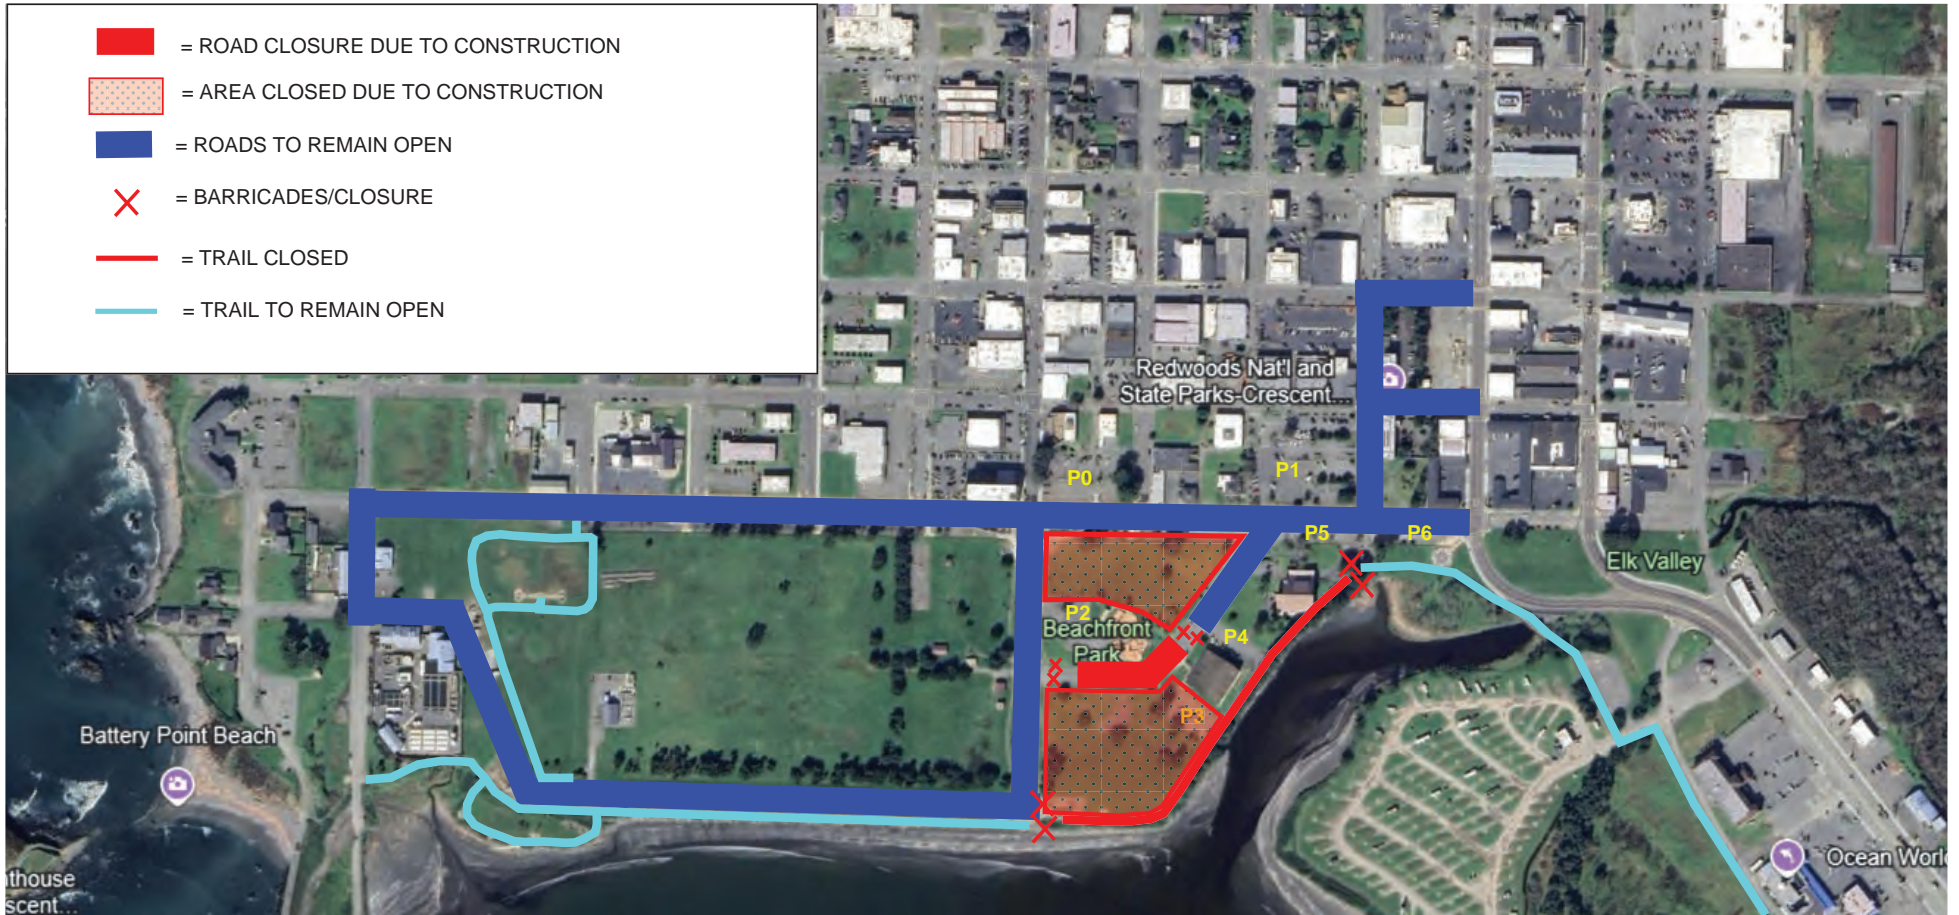 = ROAD CLOSURE DUE TO CONSTRUCTION
= AREA CLOSED DUE TO CONSTRUCTION
= ROADS TO REMAIN OPEN
= BARRICADES/CLOSURE
= TRAIL CLOSED
= TRAIL TO REMAIN OPEN
Redwoods Nat'l and
State Parks-Crescent...
P0
P1
P5
P6
Elk Valley
P2
Beachfront
Park
P4
P3
Battery Point Beach
Ocean World
nthouse
scent...